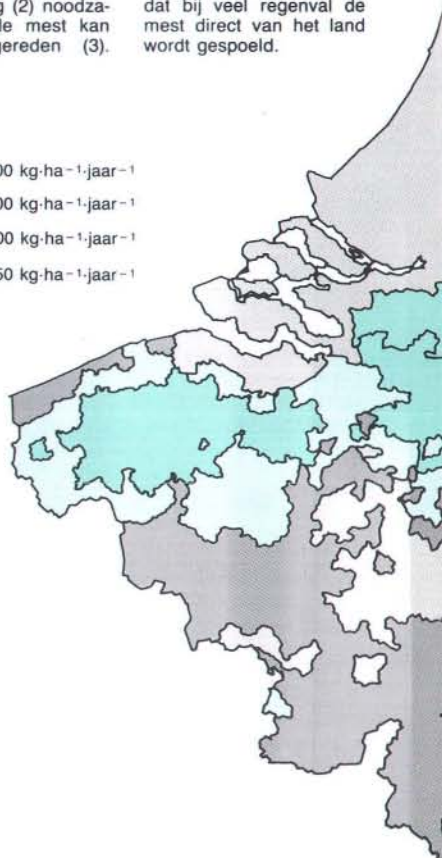 g (2) noodza-
de mest kan
gereden (3).
dat bij veel regenval de
mest direct van het land
wordt gespoeld.
00 kg·ha⁻¹·jaar⁻¹
00 kg·ha⁻¹·jaar⁻¹
00 kg·ha⁻¹·jaar⁻¹
50 kg·ha⁻¹·jaar⁻¹